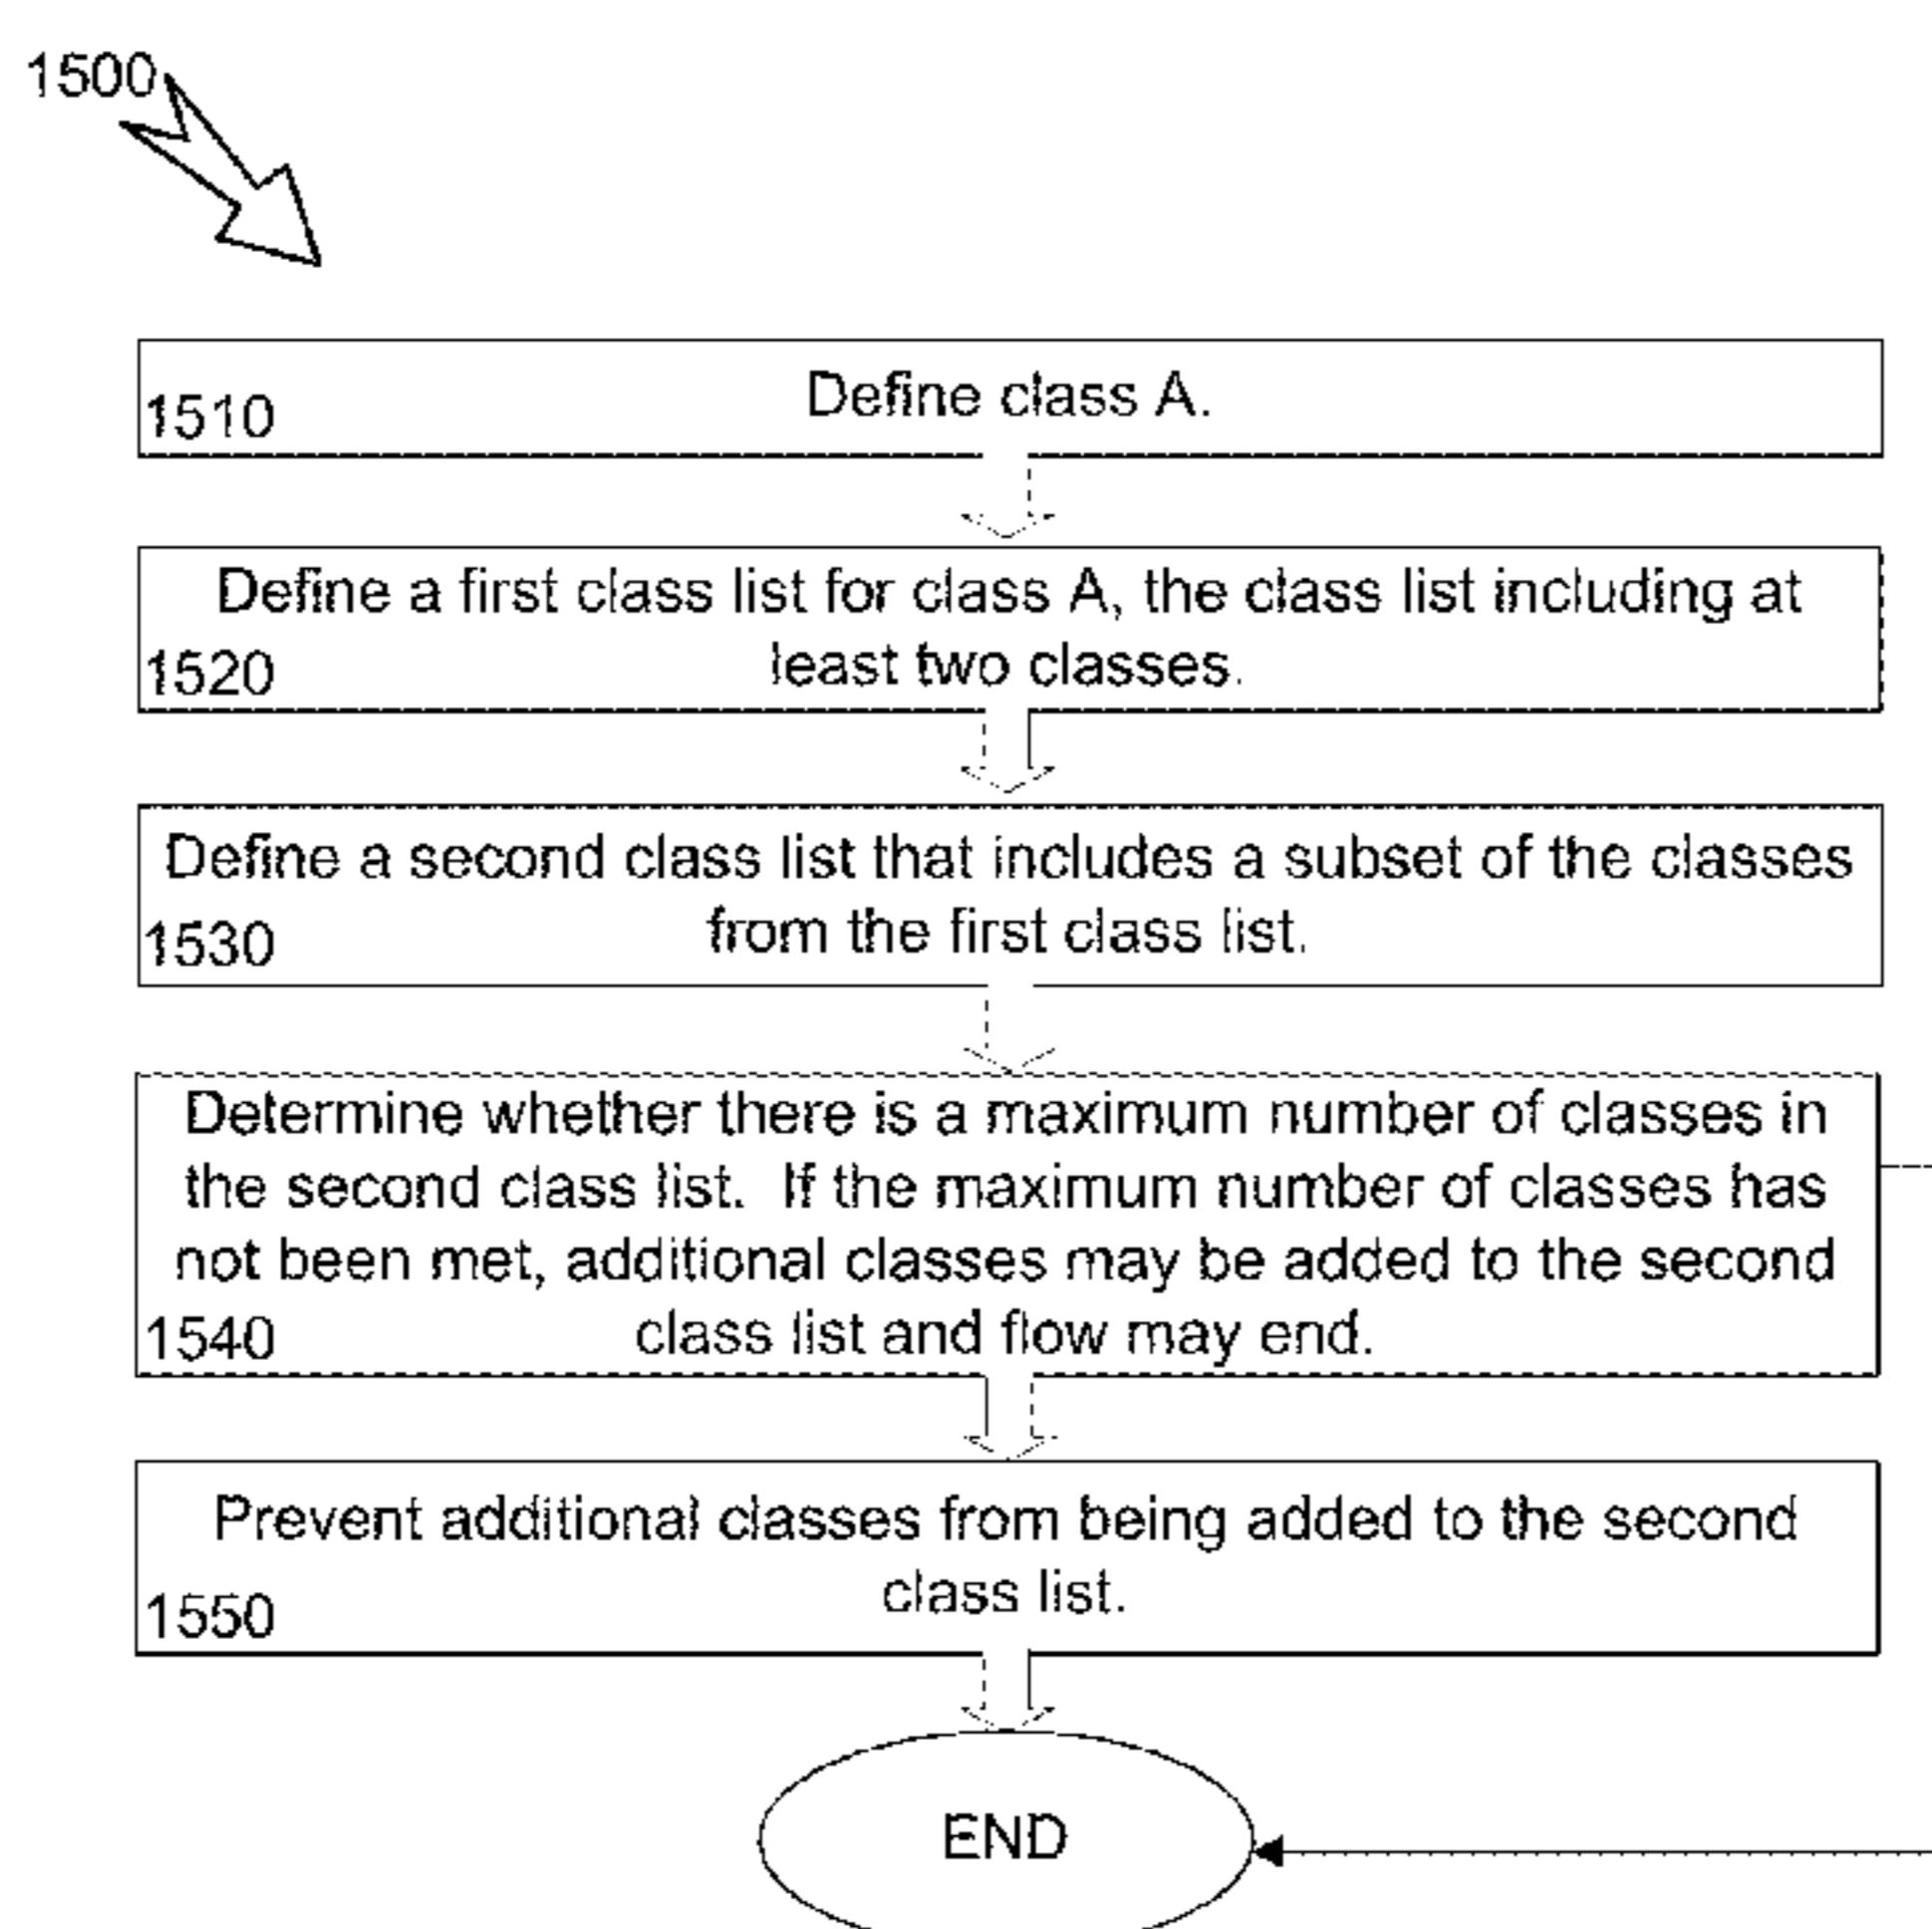 1500
Define class A.
1510
Define a first class list for class A, the class list including at
least two classes.
1520
Define a second class list that includes a subset of the classes
from the first class list.
1530
Determine whether there is a maximum number of classes in
the second class list. If the maximum number of classes has
not been met, additional classes may be added to the second
class list and flow may end.
1540
Prevent additional classes from being added to the second
class list.
1550
END